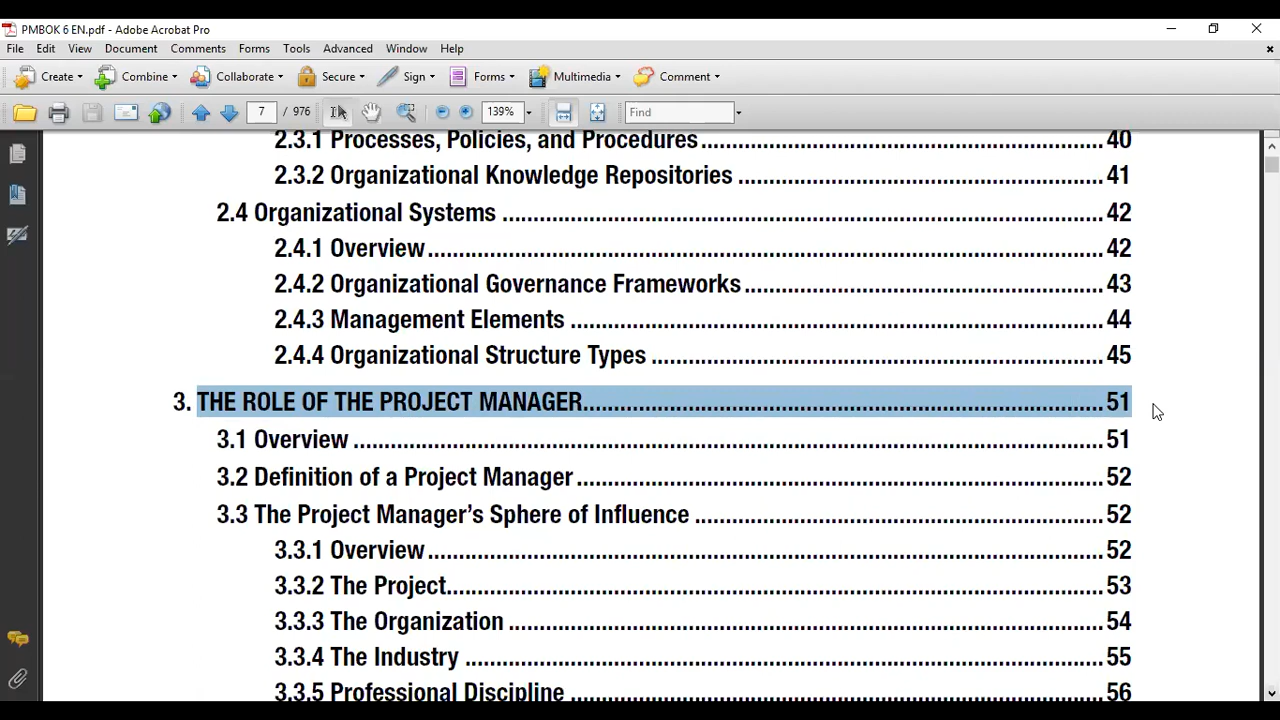 PMBOK 6 EN.pdf - Adobe Acrobat Pro
File Edit View Document Comments Forms Tools Advanced Window Help
Create Combine Collaborate Secure Sign Forms Multimedia Comment
7 / 976 139% Find
2.3.1 Processes, Policies, and Procedures 40
2.3.2 Organizational Knowledge Repositories 41
2.4 Organizational Systems 42
2.4.1 Overview 42
2.4.2 Organizational Governance Frameworks 43
2.4.3 Management Elements 44
2.4.4 Organizational Structure Types 45
3. THE ROLE OF THE PROJECT MANAGER 51
3.1 Overview 51
3.2 Definition of a Project Manager 52
3.3 The Project Manager’s Sphere of Influence 52
3.3.1 Overview 52
3.3.2 The Project 53
3.3.3 The Organization 54
3.3.4 The Industry 55
3.3.5 Professional Discipline 56